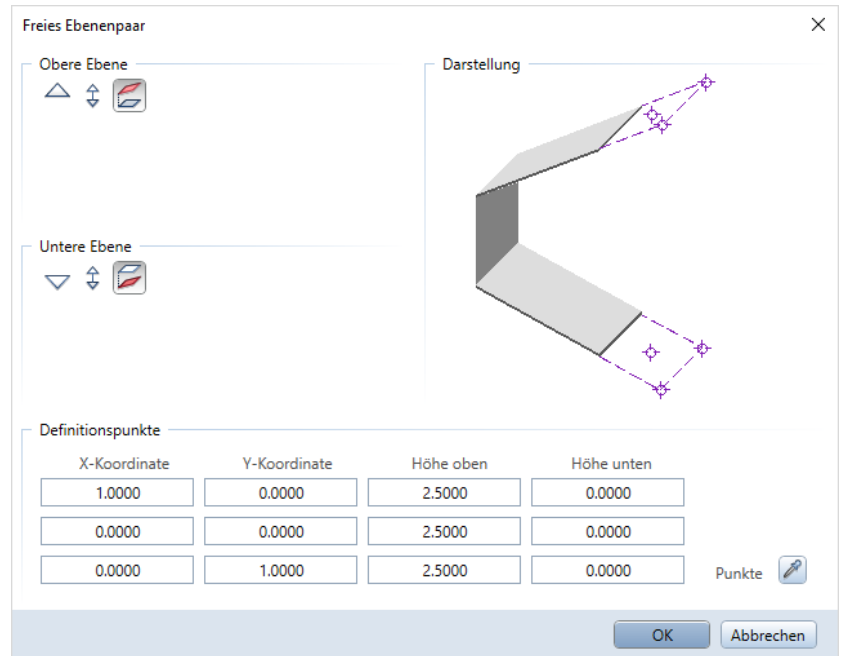 Freies Ebenenpaar
Obere Ebene
Darstellung
Untere Ebene
Definitionspunkte
X-Koordinate Y-Koordinate Höhe oben Höhe unten
1.0000 0.0000 2.5000 0.0000
0.0000 0.0000 2.5000 0.0000
0.0000 1.0000 2.5000 0.0000
Punkte
OK Abbrechen